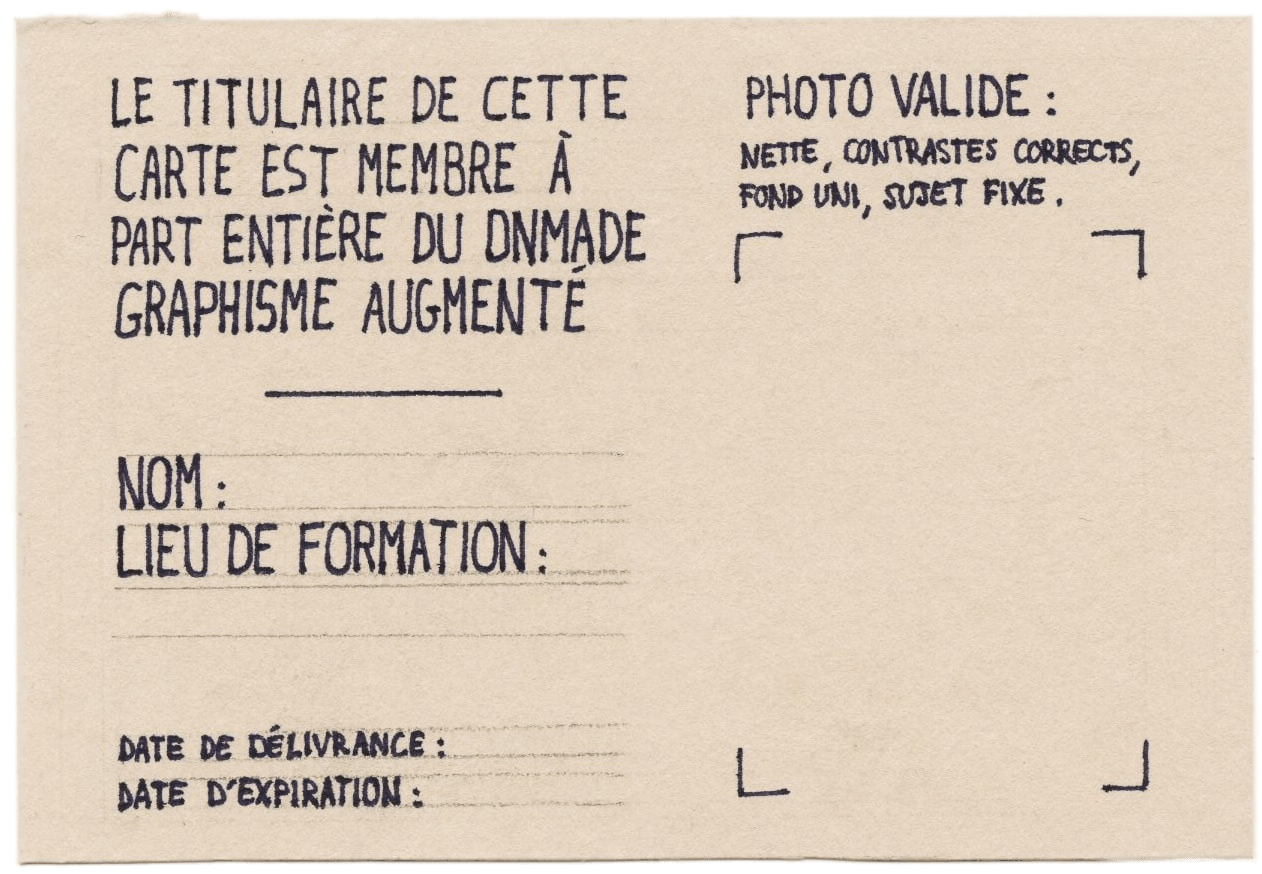 LE TITULAIRE DE CETTE
CARTE EST MEMBRE À
PART ENTIÈRE DU DNMADE
GRAPHISME AUGMENTÉ
NOM :
LIEU DE FORMATION :
DATE DE DÉLIVRANCE :
DATE D'EXPIRATION :
PHOTO VALIDE :
NETTE, CONTRASTES CORRECTS,
FOND UNI, SUJET FIXE.